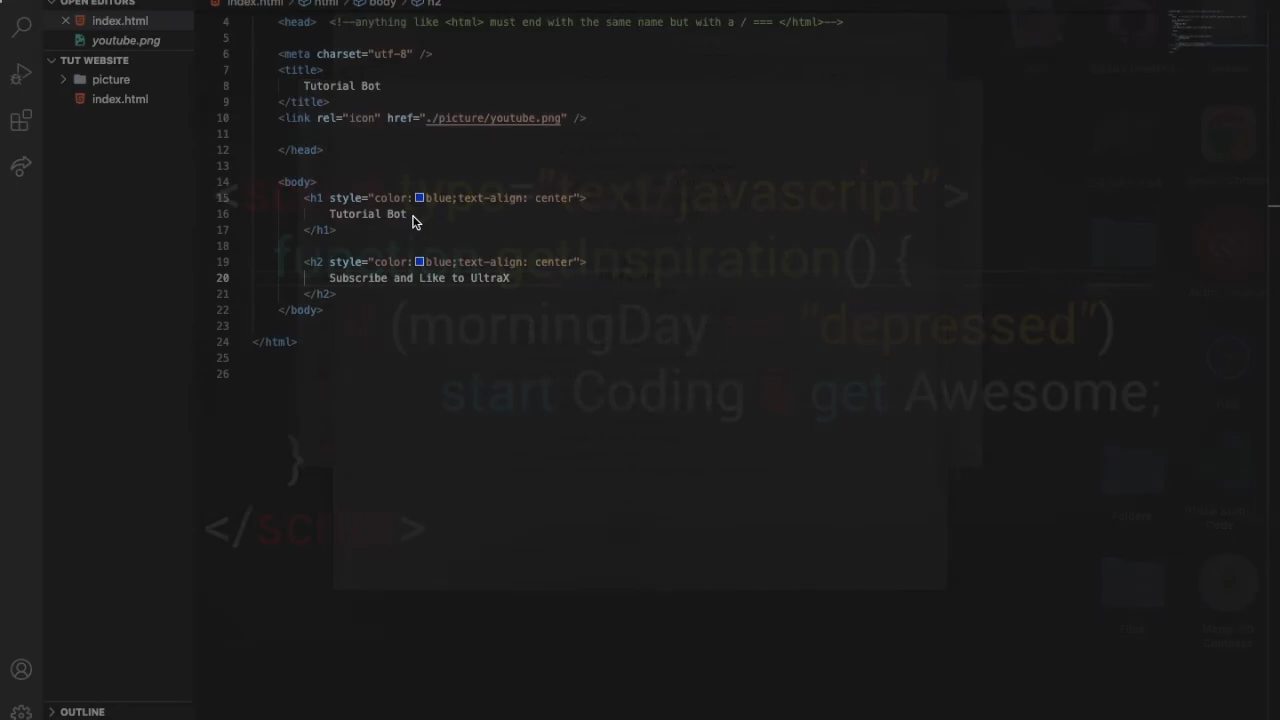 OPEN EDITORS
index.html
youtube.png
TUT WEBSITE
picture
index.html
OUTLINE
index.html > html > body > h2
4 <head> <!--anything like <html> must end with the same name but with a / === </html>-->
5
6 <meta charset="utf-8" />
7 <title>
8 Tutorial Bot
9 </title>
10 <link rel="icon" href="./picture/youtube.png" />
11
12 </head>
13
14 <body>
15 <h1 style="color:blue;text-align: center">
16 Tutorial Bot
17 </h1>
18
19 <h2 style="color:blue;text-align: center">
20 Subscribe and Like to UltraX
21 </h2>
22 </body>
23
24 </html>
25
26
type="text/javascript">
function getInspiration() {
(morningDay "depressed")
start Coding get Awesome;
}
Folders
Files